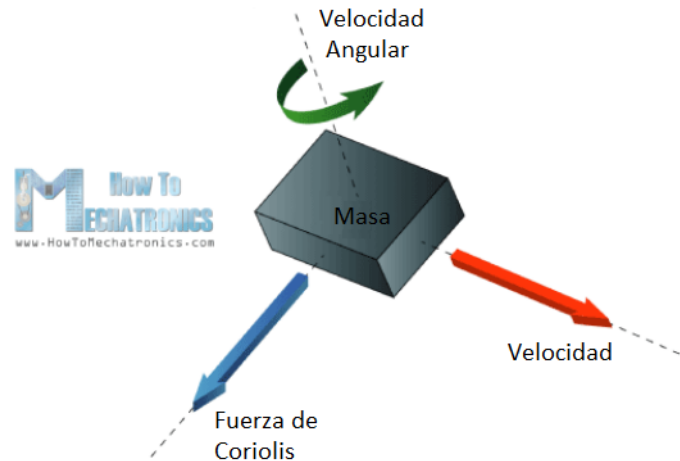 Velocidad
Angular
How To
MECHATRONICS
www.HowToMechatronics.com
Masa
Velocidad
Fuerza de
Coriolis